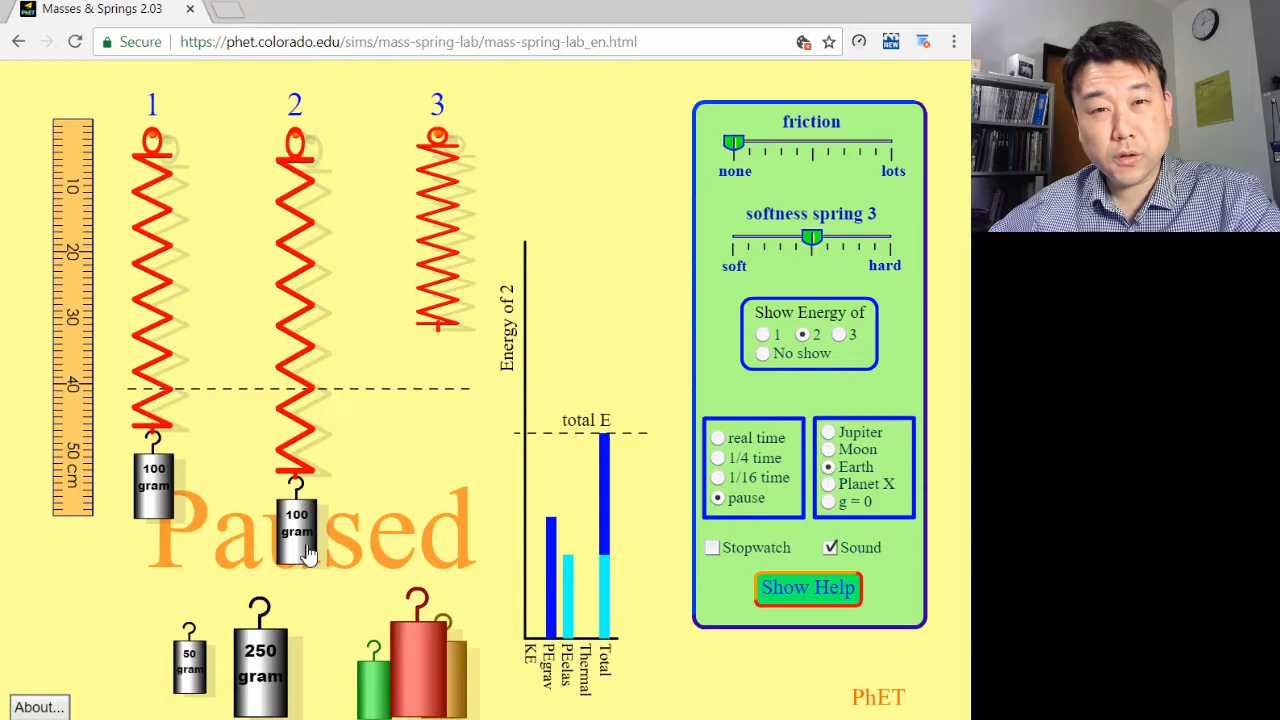 Masses & Springs 2.03
Secure
https://phet.colorado.edu/sims/mass-spring-lab/mass-spring-lab_en.html
NEW
1
2
3
10
20
30
40
50 cm
100
gram
100
gram
Paused
50
gram
250
gram
Energy of 2
total E
KE
PEgrav
PEelas
Thermal
Total
friction
none
lots
softness spring 3
soft
hard
Show Energy of
1
2
3
No show
real time
1/4 time
1/16 time
pause
Jupiter
Moon
Earth
Planet X
g = 0
Stopwatch
Sound
Show Help
PhET
About...